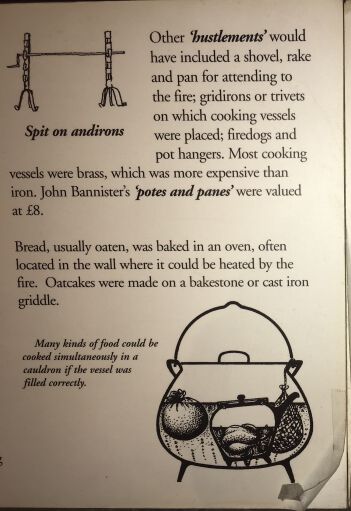 Other 'hustlements' would
have included a shovel, rake
and pan for attending to
the fire; gridirons or trivets
on which cooking vessels
were placed; firedogs and
pot hangers. Most cooking
vessels were brass, which was more expensive than
iron. John Bannister's 'potes and panes' were valued
at £8.
Spit on andirons
Bread, usually oaten, was baked in an oven, often
located in the wall where it could be heated by the
fire. Oatcakes were made on a bakestone or cast iron
griddle.
Many kinds of food could be
cooked simultaneously in a
cauldron if the vessel was
filled correctly.